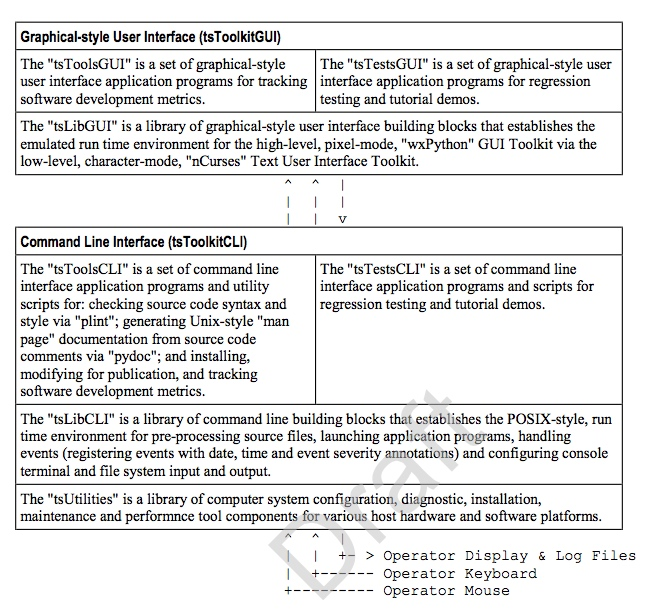 Graphical-style User Interface (tsToolkitGUI)
The "tsToolsGUI" is a set of graphical-style
user interface application programs for tracking
software development metrics.
The "tsTestsGUI" is a set of graphical-style user
interface application programs for regression
testing and tutorial demos.
The "tsLibGUI" is a library of graphical-style user interface building blocks that establishes the
emulated run time environment for the high-level, pixel-mode, "wxPython" GUI Toolkit via the
low-level, character-mode, "nCurses" Text User Interface Toolkit.
^ ^ |
| | |
| | v
Command Line Interface (tsToolkitCLI)
The "tsToolsCLI" is a set of command line
interface application programs and utility
scripts for: checking source code syntax and
style via "plint"; generating Unix-style "man
page" documentation from source code
comments via "pydoc"; and installing,
modifying for publication, and tracking
software development metrics.
The "tsTestsCLI" is a set of command line
interface application programs and scripts for
regression testing and tutorial demos.
The "tsLibCLI" is a library of command line building blocks that establishes the POSIX-style, run
time environment for pre-processing source files, launching application programs, handling
events (registering events with date, time and event severity annotations) and configuring console
terminal and file system input and output.
The "tsUtilities" is a library of computer system configuration, diagnostic, installation,
maintenance and performnce tool components for various host hardware and software platforms.
^ ^ |
| | +- > Operator Display & Log Files
| +------ Operator Keyboard
+--------- Operator Mouse
Draft